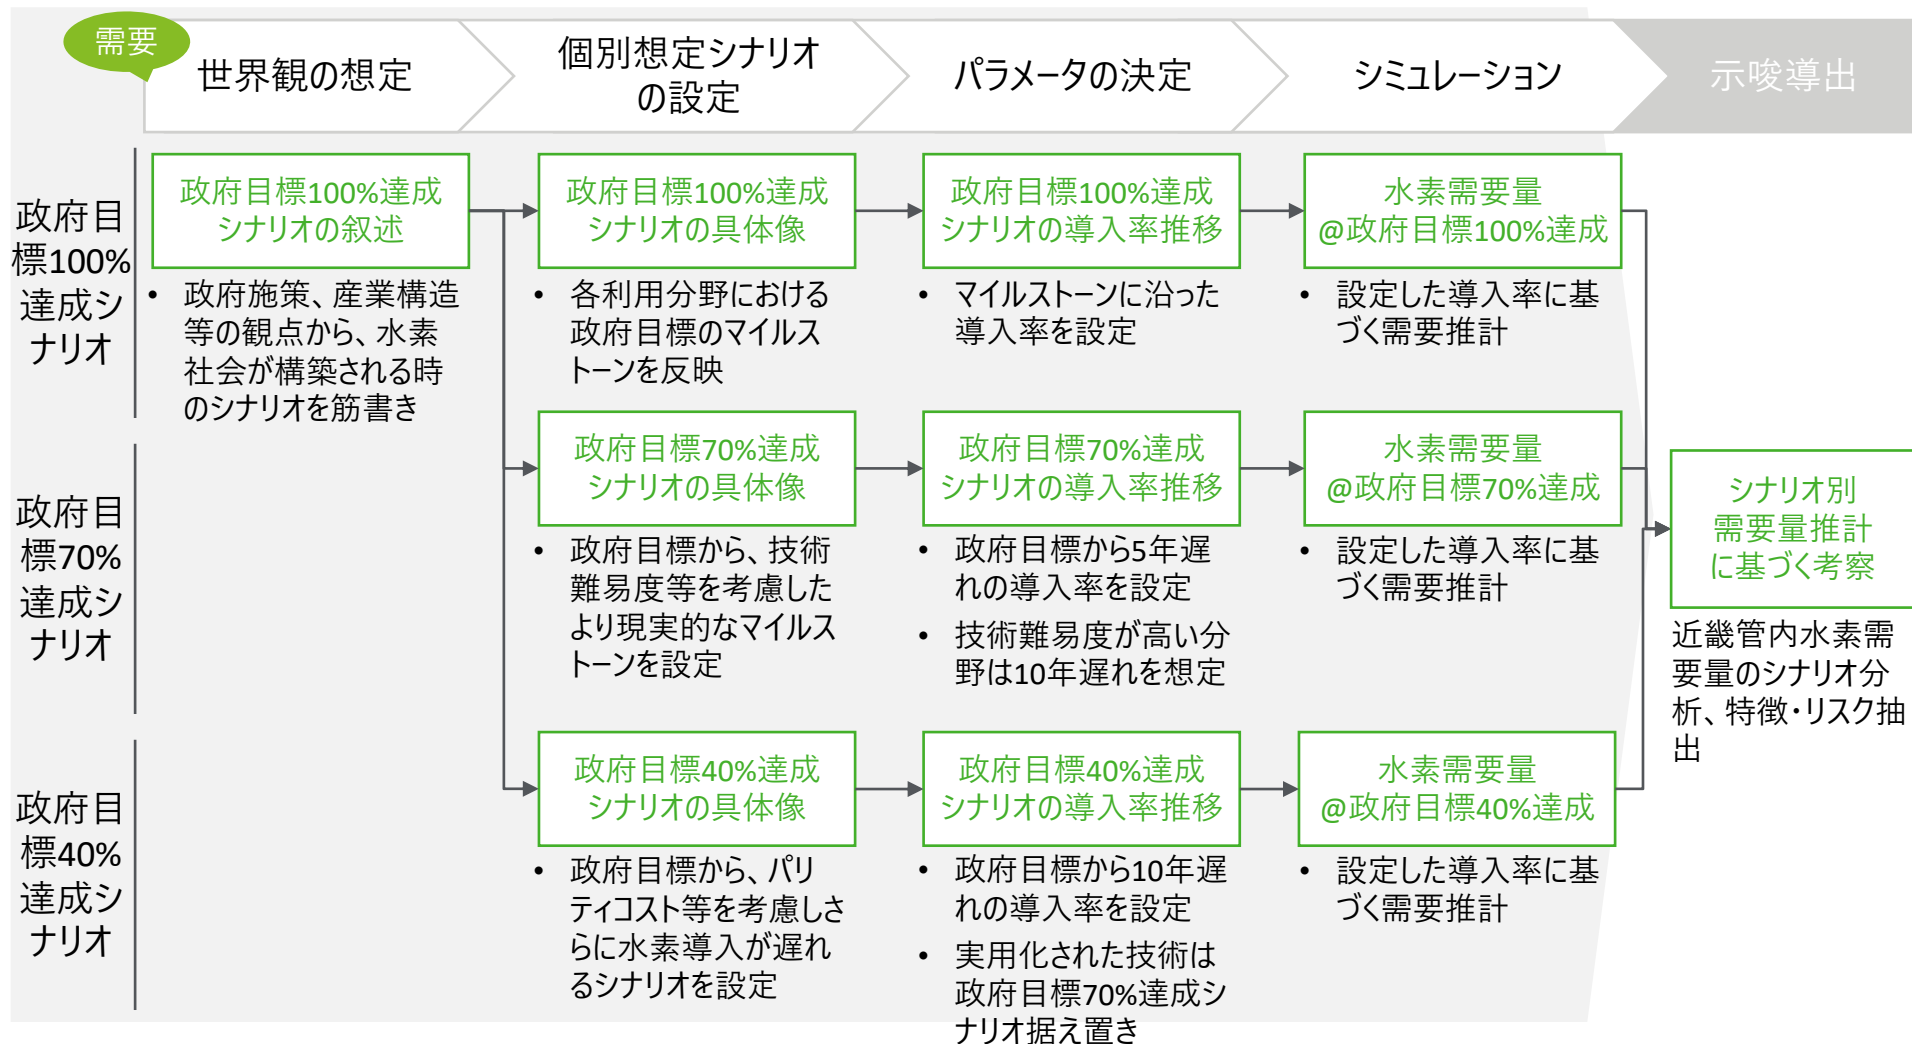 需要
世界観の想定
個別想定シナリオ
の設定
パラメータの決定
シミュレーション
示唆導出
政府目
標100%
達成シ
ナリオ
政府目標100%達成
シナリオの叙述
• 政府施策、産業構造
等の観点から、水素
社会が構築される時
のシナリオを筋書き
政府目標100%達成
シナリオの具体像
• 各利用分野における
政府目標のマイルス
トーンを反映
政府目標100%達成
シナリオの導入率推移
• マイルストーンに沿った
導入率を設定
水素需要量
@政府目標100%達成
• 設定した導入率に基
づく需要推計
政府目
標70%
達成シ
ナリオ
政府目標70%達成
シナリオの具体像
• 政府目標から、技術
難易度等を考慮した
より現実的なマイルス
トーンを設定
政府目標70%達成
シナリオの導入率推移
• 政府目標から5年遅
れの導入率を設定
• 技術難易度が高い分
野は10年遅れを想定
水素需要量
@政府目標70%達成
• 設定した導入率に基
づく需要推計
政府目
標40%
達成シ
ナリオ
政府目標40%達成
シナリオの具体像
• 政府目標から、パリ
ティコスト等を考慮しさ
らに水素導入が遅れ
るシナリオを設定
政府目標40%達成
シナリオの導入率推移
• 政府目標から10年遅
れの導入率を設定
• 実用化された技術は
政府目標70%達成シ
ナリオ据え置き
水素需要量
@政府目標40%達成
• 設定した導入率に基
づく需要推計
シナリオ別
需要量推計
に基づく考察
近畿管内水素需
要量のシナリオ分
析、特徴・リスク抽
出